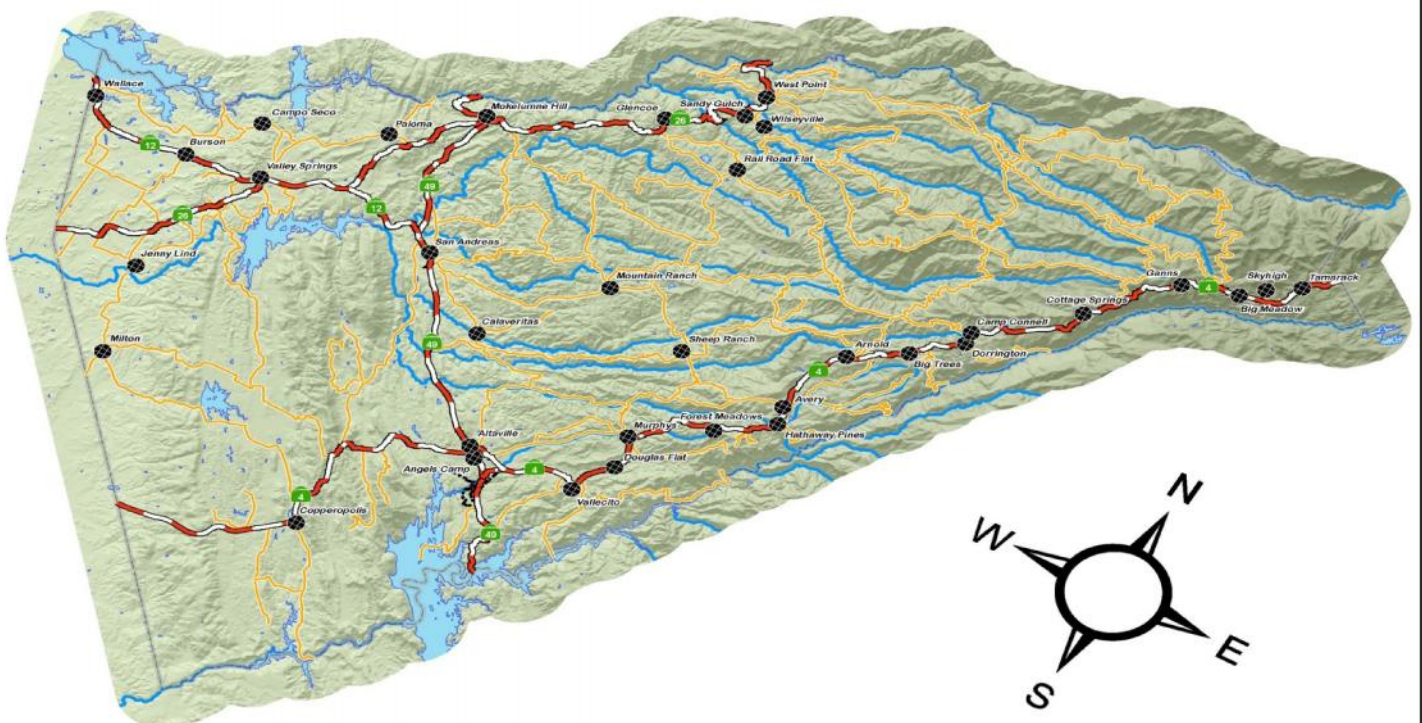 Wallace
Campo Seco
Paloma
Mokelumne Hill
Glencoe
26
Sandy Gulch
West Point
Wilseyville
12
Burson
Valley Springs
Rail Road Flat
49
12
26
San Andreas
Jenny Lind
Mountain Ranch
Ganns
4
Skyhigh
Tamarack
Big Meadow
Cottage Springs
Calaveritas
Camp Connell
Milton
49
Sheep Ranch
Arnold
Dorrington
Big Trees
4
Avery
Forest Meadows
Murphys
Hathaway Pines
Altaville
Angels Camp
Douglas Flat
4
Vallecito
4
Copperopolis
49
N
W
E
S